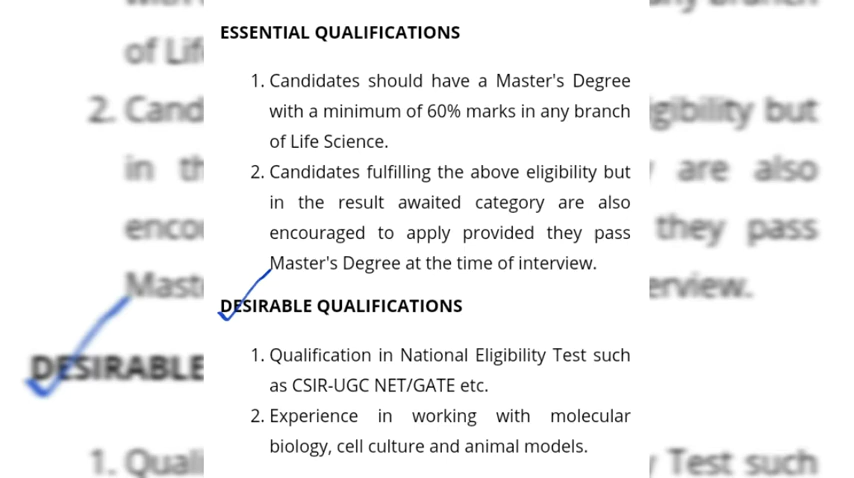 ESSENTIAL QUALIFICATIONS
1. Candidates should have a Master's Degree
with a minimum of 60% marks in any branch
of Life Science.
2. Candidates fulfilling the above eligibility but
in the result awaited category are also
encouraged to apply provided they pass
Master's Degree at the time of interview.
DESIRABLE QUALIFICATIONS
1. Qualification in National Eligibility Test such
as CSIR-UGC NET/GATE etc.
2. Experience in working with molecular
biology, cell culture and animal models.